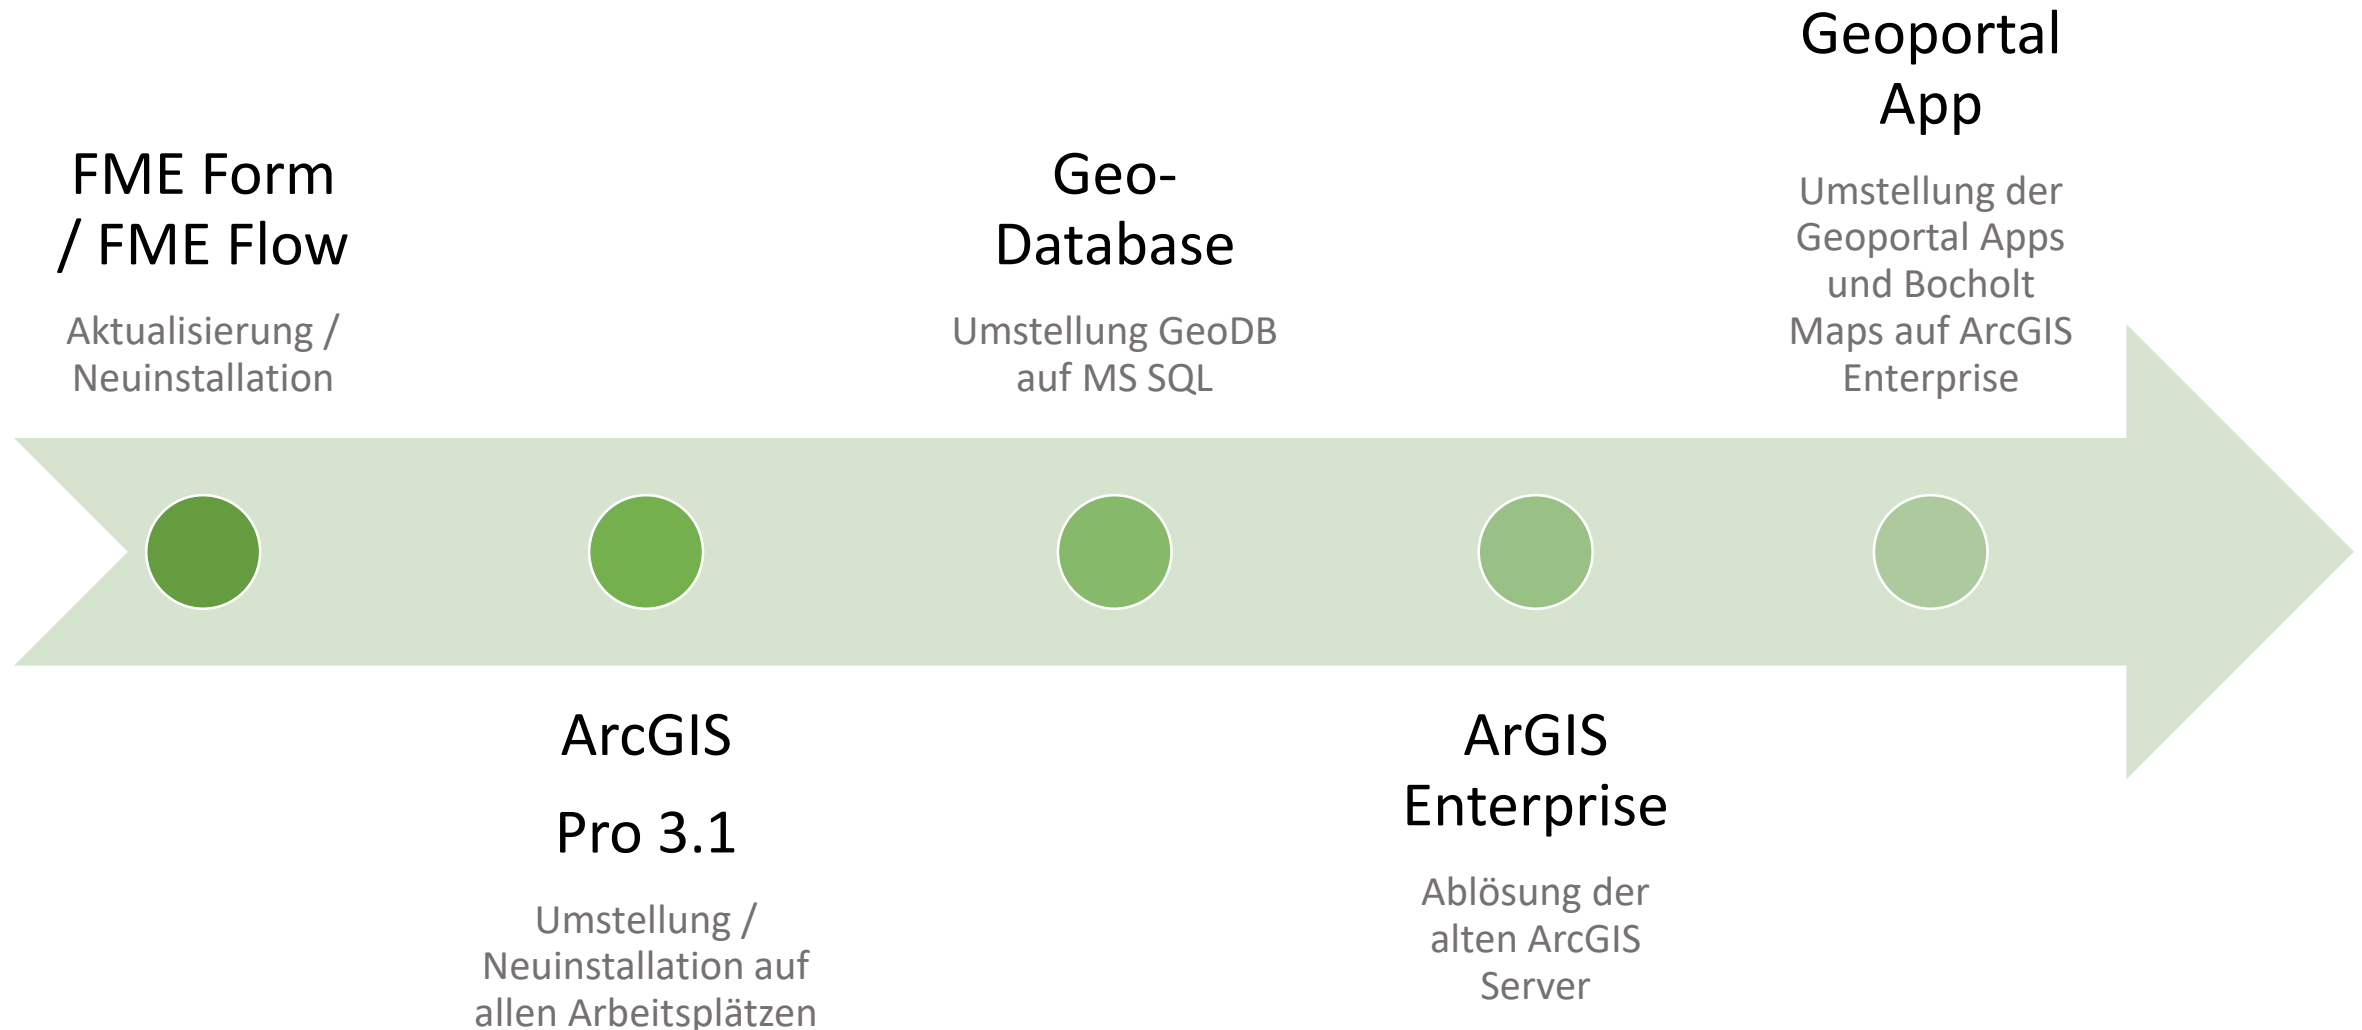 FME Form
/ FME Flow
Aktualisierung /
Neuinstallation
ArcGIS
Pro 3.1
Umstellung /
Neuinstallation auf
allen Arbeitsplätzen
Geo-
Database
Umstellung GeoDB
auf MS SQL
ArGIS
Enterprise
Ablösung der
alten ArcGIS
Server
Geoportal
App
Umstellung der
Geoportal Apps
und Bocholt
Maps auf ArcGIS
Enterprise